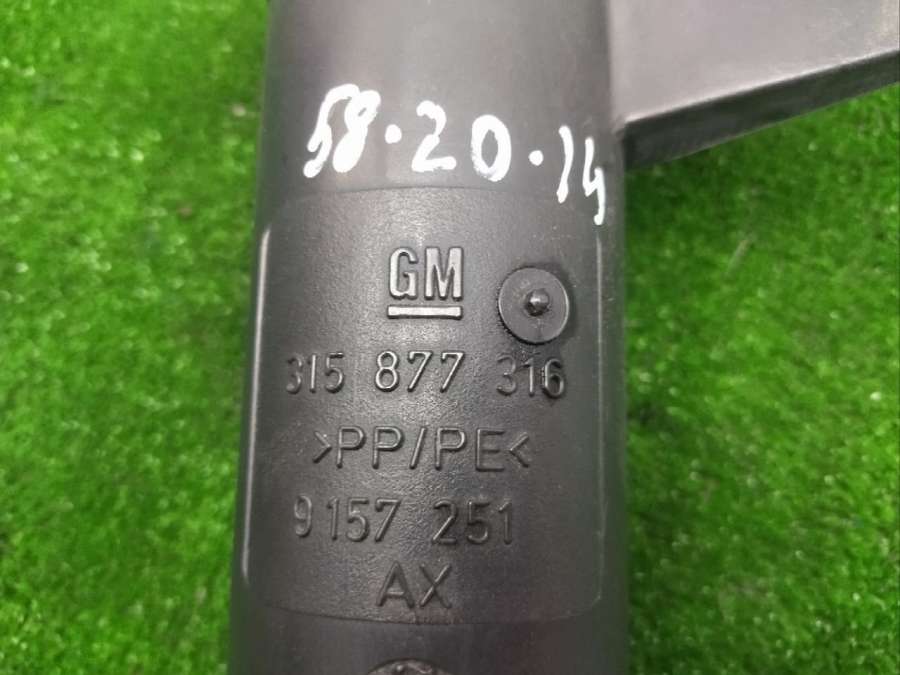 58.20.14
GM
315 877 316
>PP/PE<
9 157 251
AX